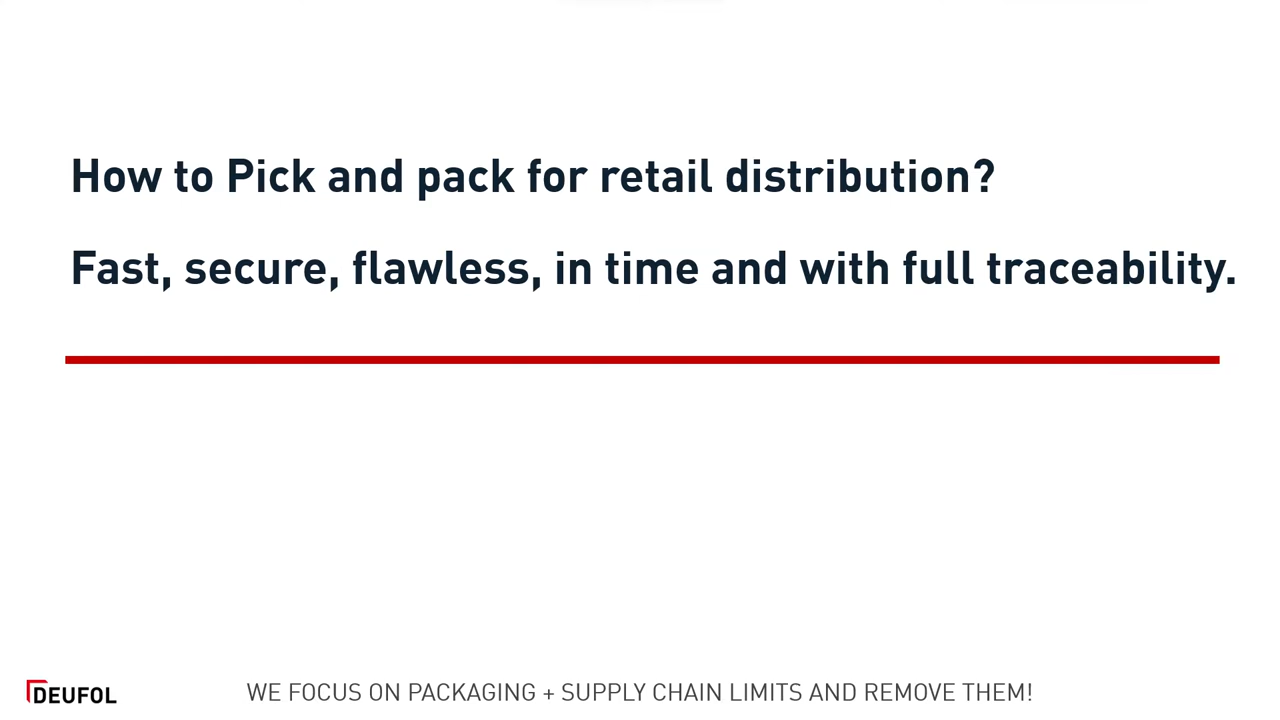 How to Pick and pack for retail distribution?
Fast, secure, flawless, in time and with full traceability.
DEUFOL
WE FOCUS ON PACKAGING + SUPPLY CHAIN LIMITS AND REMOVE THEM!